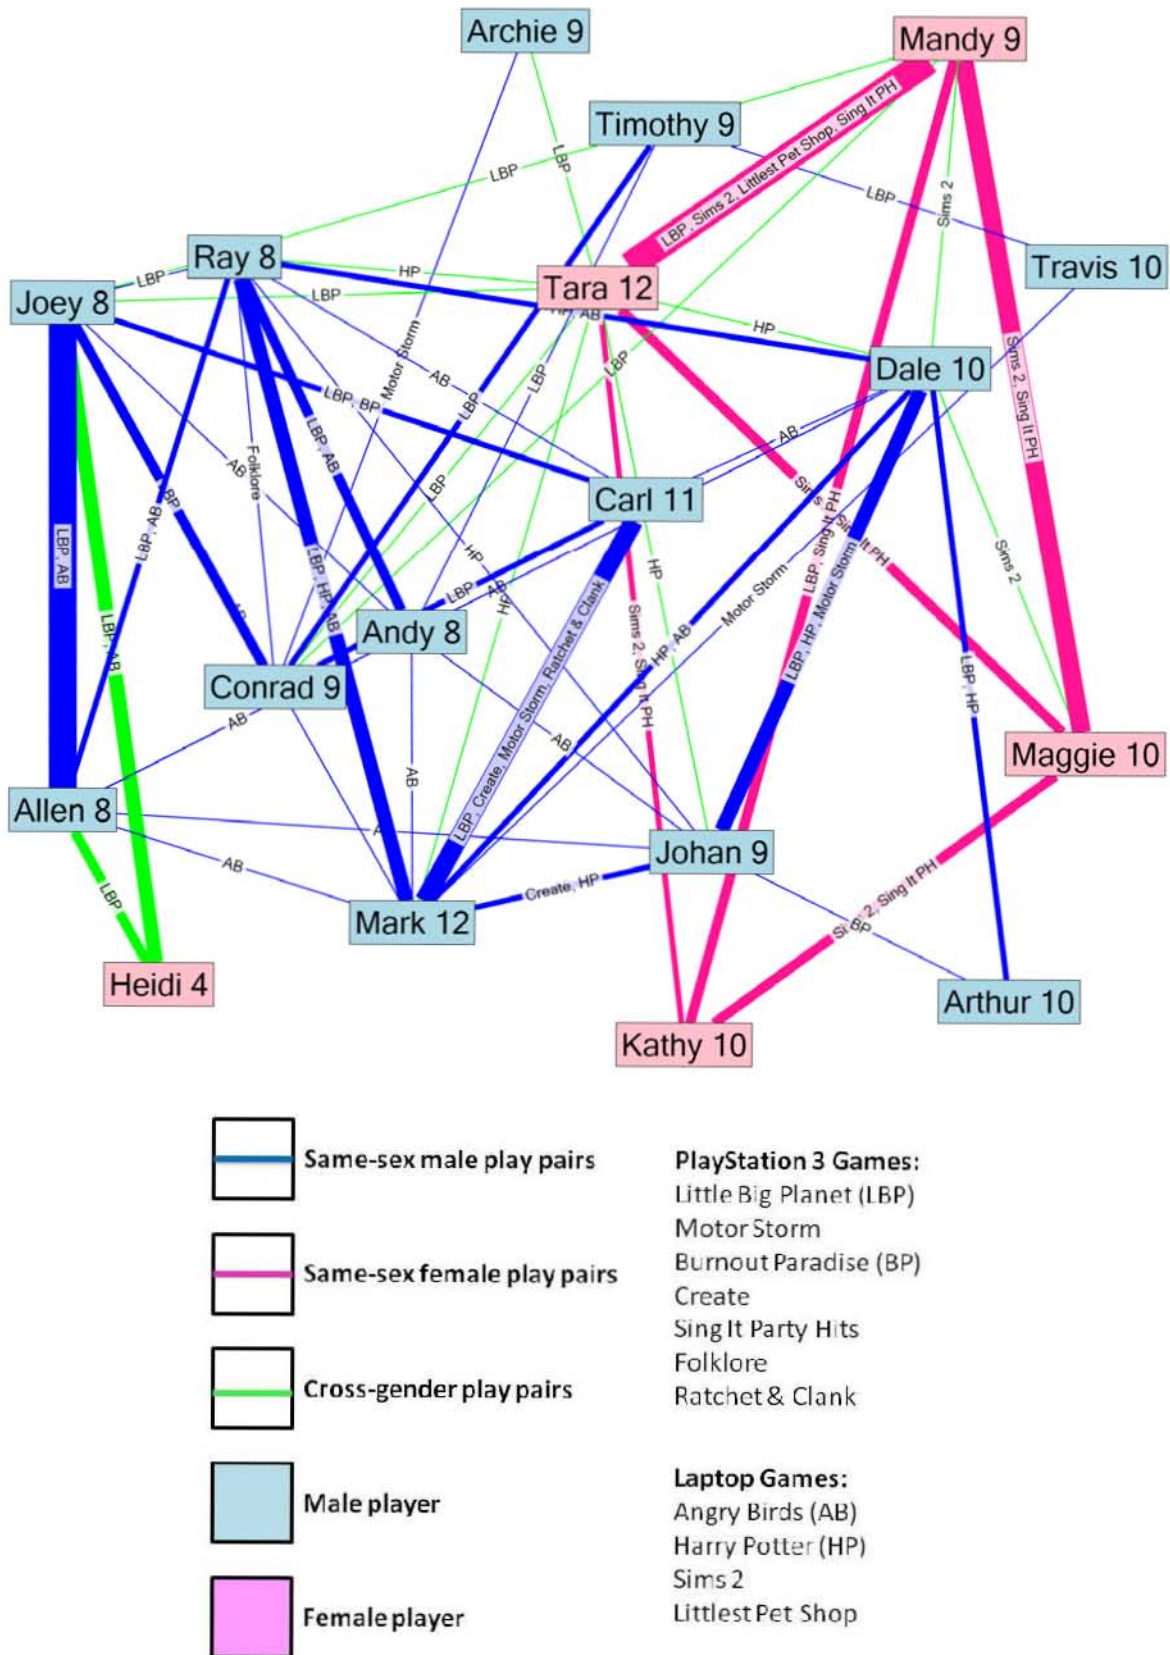 Archie 9
Mandy 9
Timothy 9
LBP, Sims 2, Littlest Pet Shop, Sing It PH
LBP
LBP
LBP
Sims 2
Ray 8
Travis 10
LBP
HP
Joey 8
Tara 12
LBP
AB
HP
Motor Storm
Sims 2, Sing It PH
LBP
Dale 10
AB
LBP
LBP, BP
LBP
AB
LBP, AB
AB
Folklore
LBP
Carl 11
LBP, Sing It PH
It PH
LBP, AB
LBP, AB
HP
HP
Sims 2
LBP, HP, AB
LBP
HP
Motor Storm
LBP, HP, Motor Storm
Andy 8
LBP, AB
Sims 2, Sing It PH
HP, AB
LBP, HP
Conrad 9
LBP, Create, Motor Storm, Ratchet & Clank
AB
AB
AB
Maggie 10
Allen 8
Johan 9
AB
Create, HP
LBP
Mark 12
2, Sing It PH
BP
Heidi 4
Arthur 10
Kathy 10
Same-sex male play pairs
Same-sex female play pairs
Cross-gender play pairs
Male player
Female player
PlayStation 3 Games:
Little Big Planet (LBP)
Motor Storm
Burnout Paradise (BP)
Create
Sing It Party Hits
Folklore
Ratchet & Clank
Laptop Games:
Angry Birds (AB)
Harry Potter (HP)
Sims 2
Littlest Pet Shop